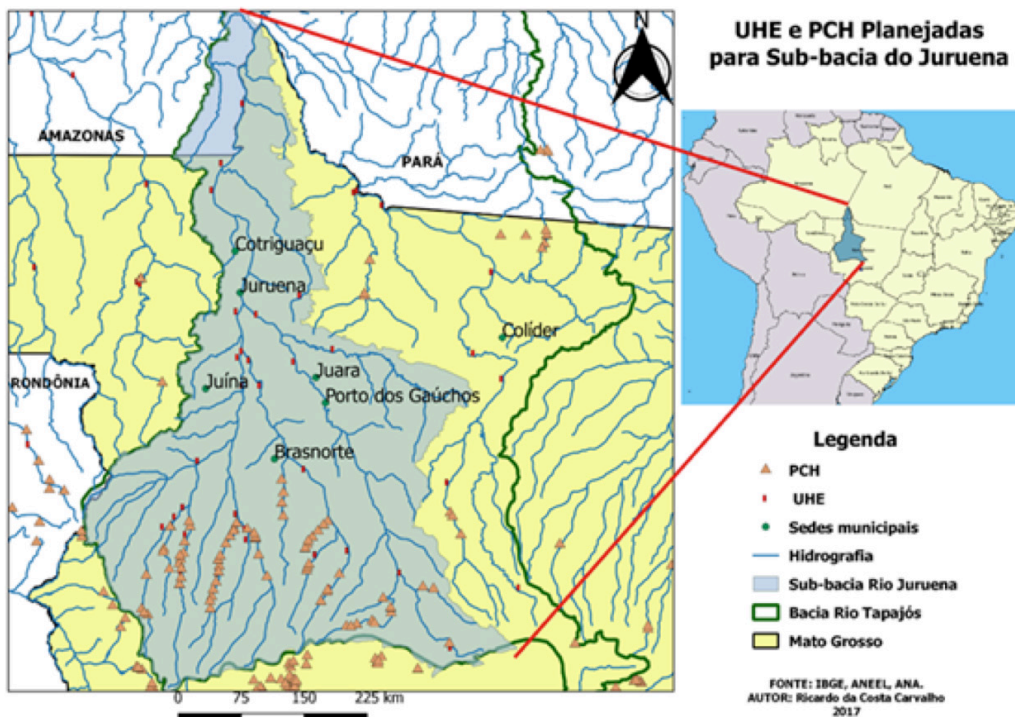 UHE e PCH Planejadas
para Sub-bacia do Juruena
N
AMAZONAS
PARÁ
Cotriguaçu
Juruena
Colíder
RONDÔNIA
Juína
Juara
Porto dos Gaúchos
Brasnorte
0 75 150 225 km
Legenda
PCH
UHE
Sedes municipais
Hidrografia
Sub-bacia Rio Juruena
Bacia Rio Tapajós
Mato Grosso
FONTE: IBGE, ANEEL, ANA.
AUTOR: Ricardo da Costa Carvalho
2017